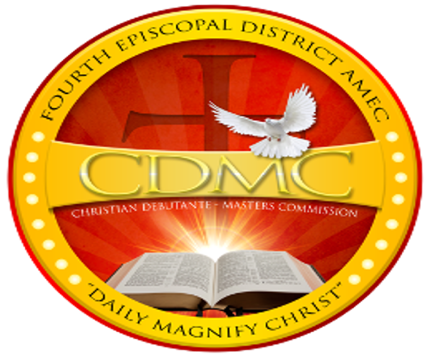 FOURTH EPISCOPAL DISTRICT AMEC
CDMC
CHRISTIAN DEBUTANTE - MASTERS COMMISSION
"DAILY MAGNIFY CHRIST"